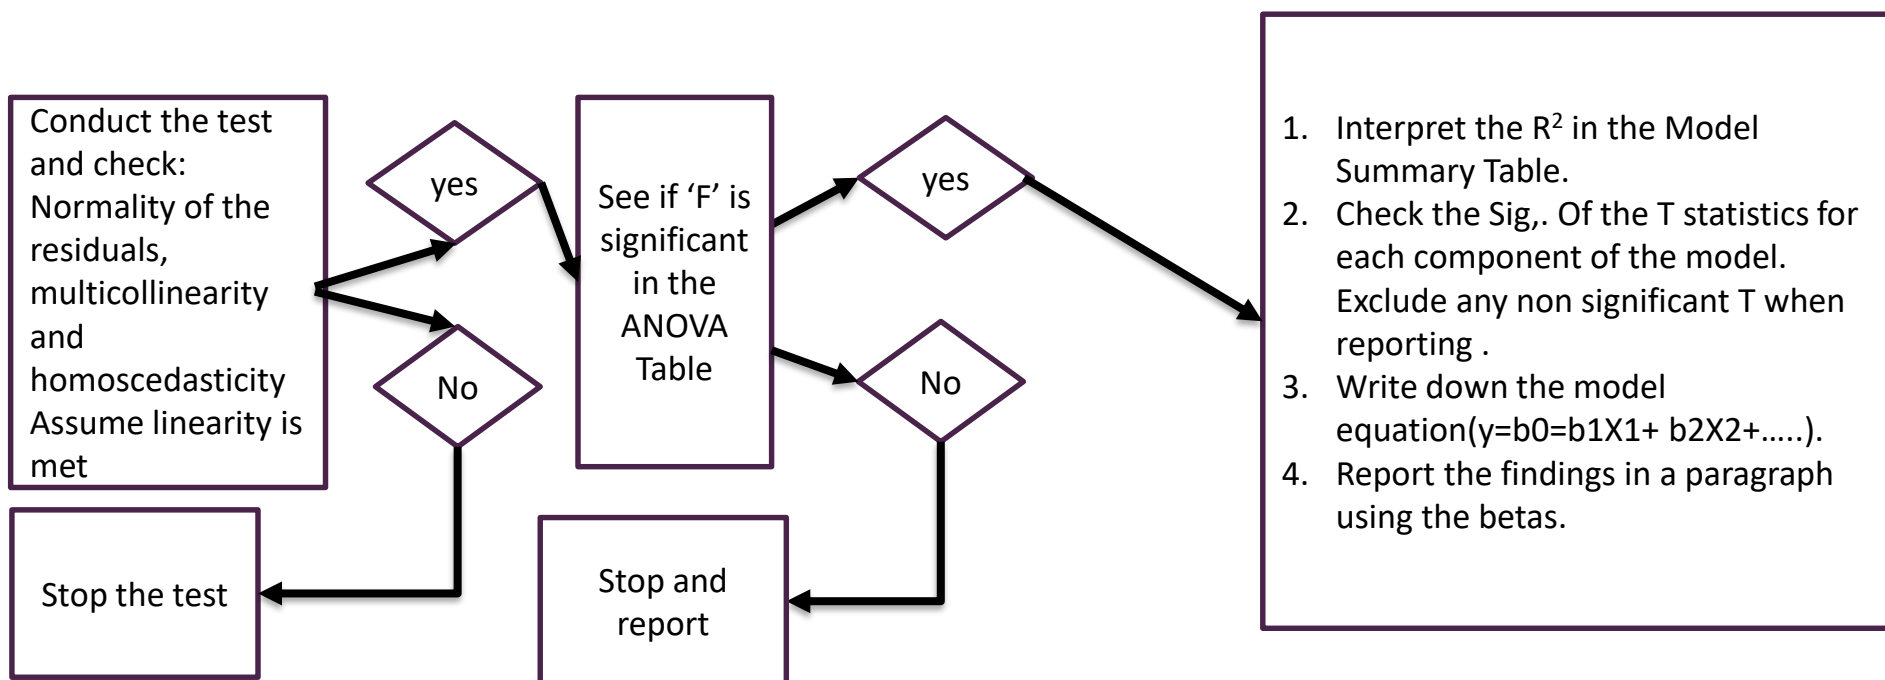 Conduct the test
and check:
Normality of the
residuals,
multicollinearity
and
homoscedasticity
Assume linearity is
met
yes
No
Stop the test
See if ‘F’ is
significant
in the
ANOVA
Table
yes
No
Stop and
report
1. Interpret the R² in the Model
Summary Table.
2. Check the Sig,. Of the T statistics for
each component of the model.
Exclude any non significant T when
reporting .
3. Write down the model
equation(y=b0=b1X1+ b2X2+…..).
4. Report the findings in a paragraph
using the betas.